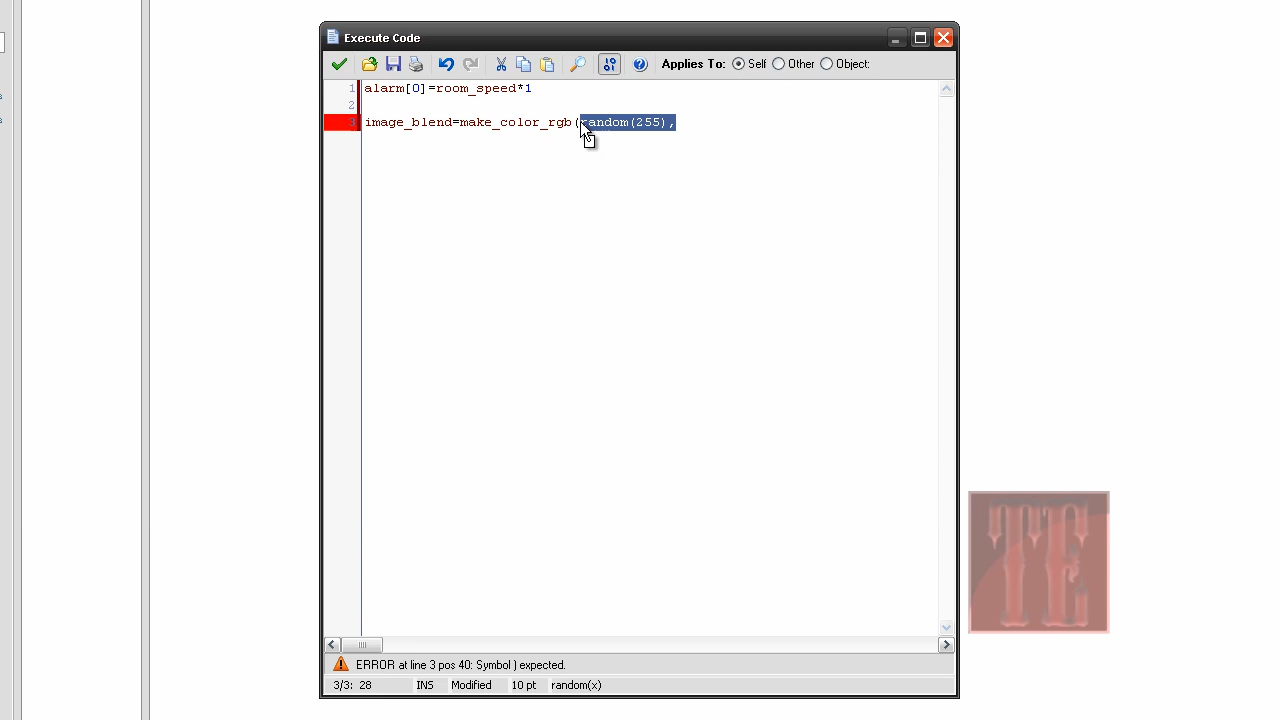 Execute Code
Applies To: Self Other Object:
1 alarm[0]=room_speed*1
2
3 image_blend=make_color_rgb(random(255),
TE
ERROR at line 3 pos 40: Symbol ) expected.
3/3: 28 INS Modified 10 pt random(x)